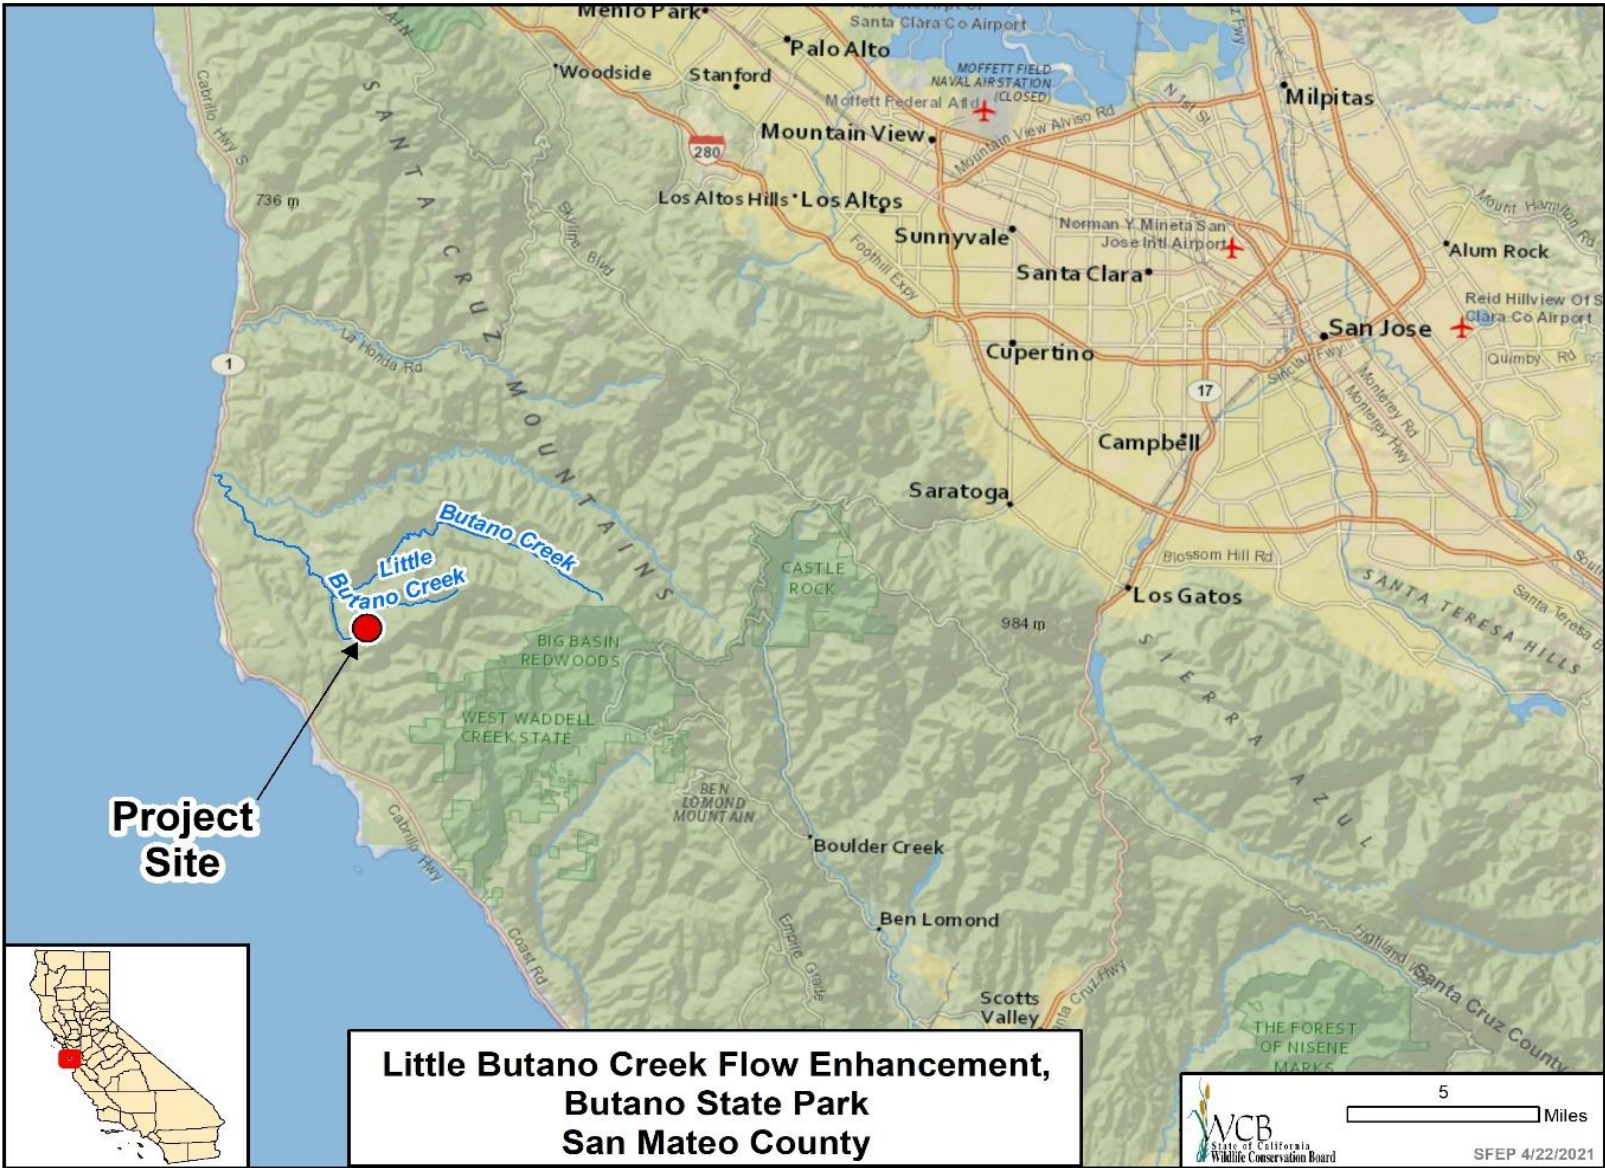 Menlo Park
Santa Clara Co Airport
Palo Alto
Woodside
Stanford
MOFFETT FIELD
NAVAL AIR STATION
(CLOSED)
Moffett Federal Afld
N 1st St
Milpitas
Mountain View
Mountain View Alviso Rd
280
Cabrillo Hwy S
SANTA CRUZ MOUNTAINS
736 m
Los Altos Hills
Los Altos
Skyline Blvd
Foothill Expy
Sunnyvale
Norman Y Mineta San
Jose Intl Airport
Santa Clara
Mount Hamilton Rd
Alum Rock
Reid Hillview Of S
Clara Co Airport
San Jose
Quimby Rd
La Honda Rd
1
Cupertino
Sinclair Fwy
17
Monterey Rd
Monterey Hwy
Campbell
Saratoga
Butano Creek
Little
Butano Creek
CASTLE
ROCK
Blossom Hill Rd
Los Gatos
SANTA TERESA HILLS
984 m
BIG BASIN
REDWOODS
WEST WADDELL
CREEK STATE
SIERRA AZUL
Project
Site
BEN
LOMOND
MOUNTAIN
Cabrillo Hwy
Boulder Creek
Ben Lomond
Empire Grade
Coast Rd
Scotts
Valley
Santa Cruz County
THE FOREST
OF NISENE
MARKS
Little Butano Creek Flow Enhancement,
Butano State Park
San Mateo County
5
Miles
WCB
State of California
Wildlife Conservation Board
SFEP 4/22/2021